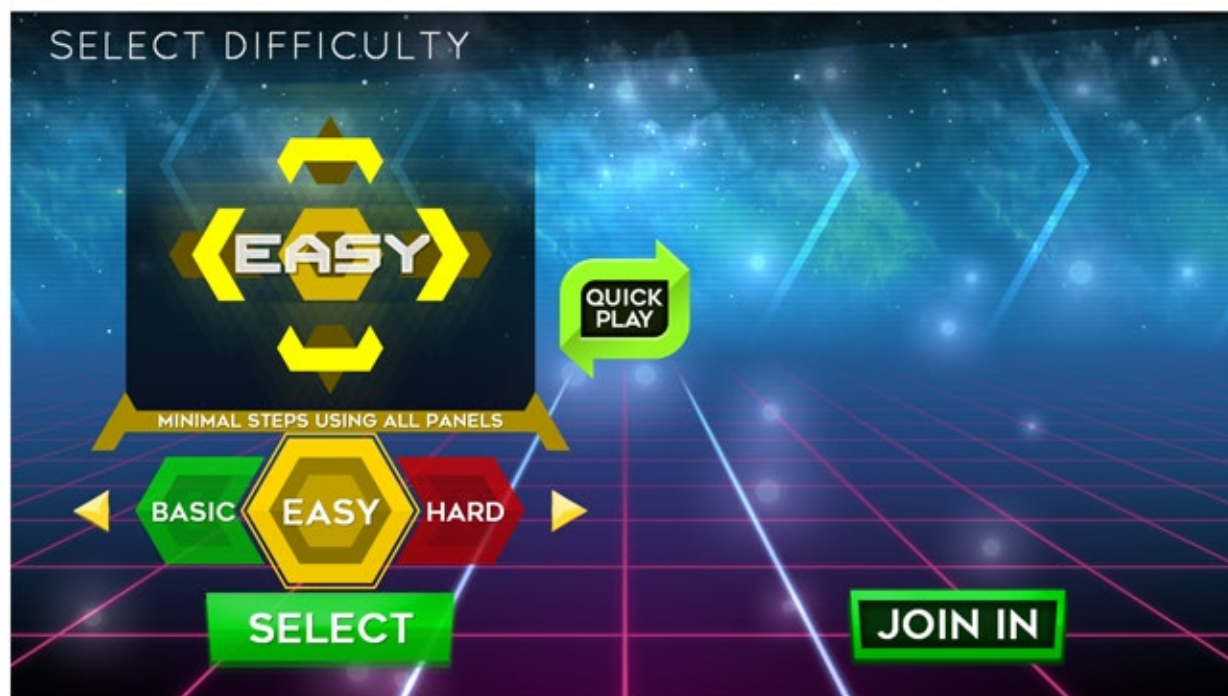 SELECT DIFFICULTY
EASY
QUICK
PLAY
MINIMAL STEPS USING ALL PANELS
BASIC
EASY
HARD
SELECT
JOIN IN